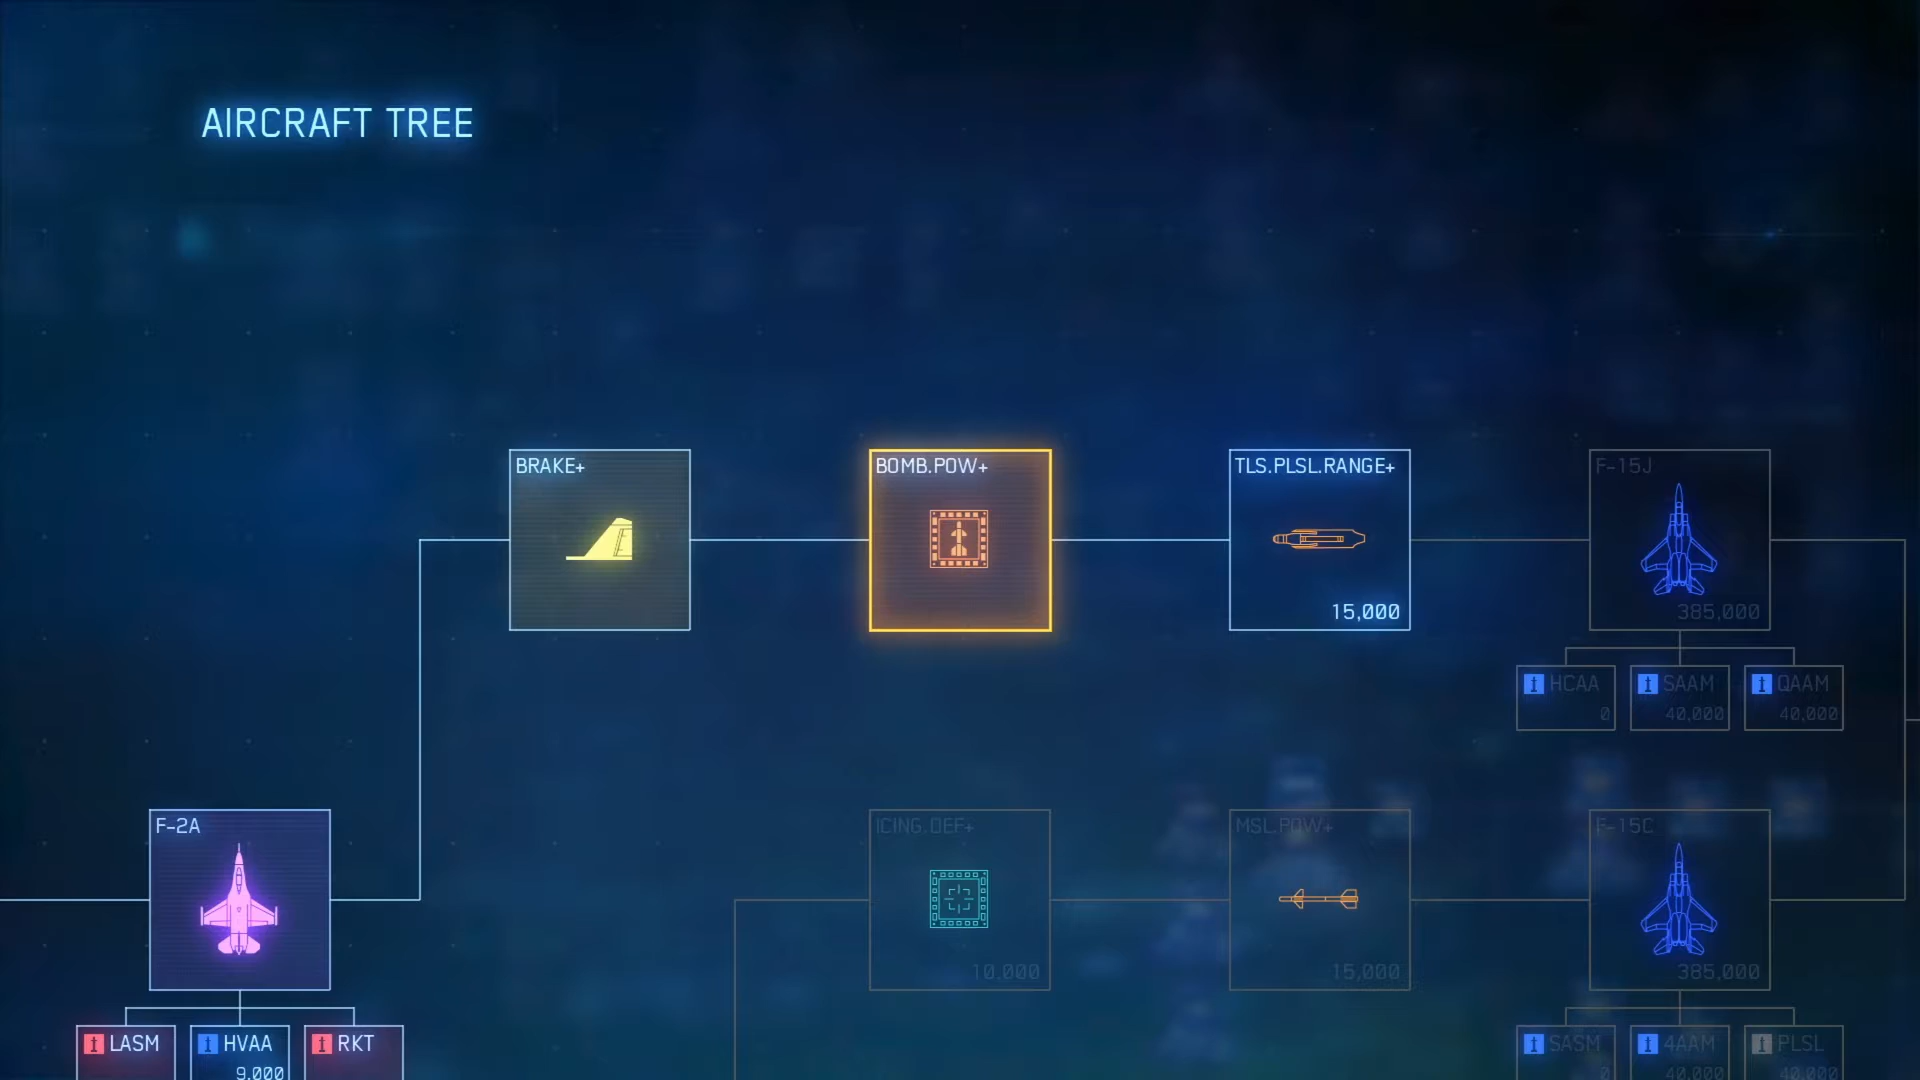 AIRCRAFT TREE
BRAKE+
BOMB.POW+
TLS.PLSL.RANGE+
15,000
F-15J
385,000
HCAA
0
SAAM
40,000
QAAM
40,000
F-2A
ICING.DEF+
10,000
MSL.POW+
15,000
F-15C
385,000
LASM
HVAA
9,000
RKT
SASM
0
4AAM
40,000
PLSL
40,000